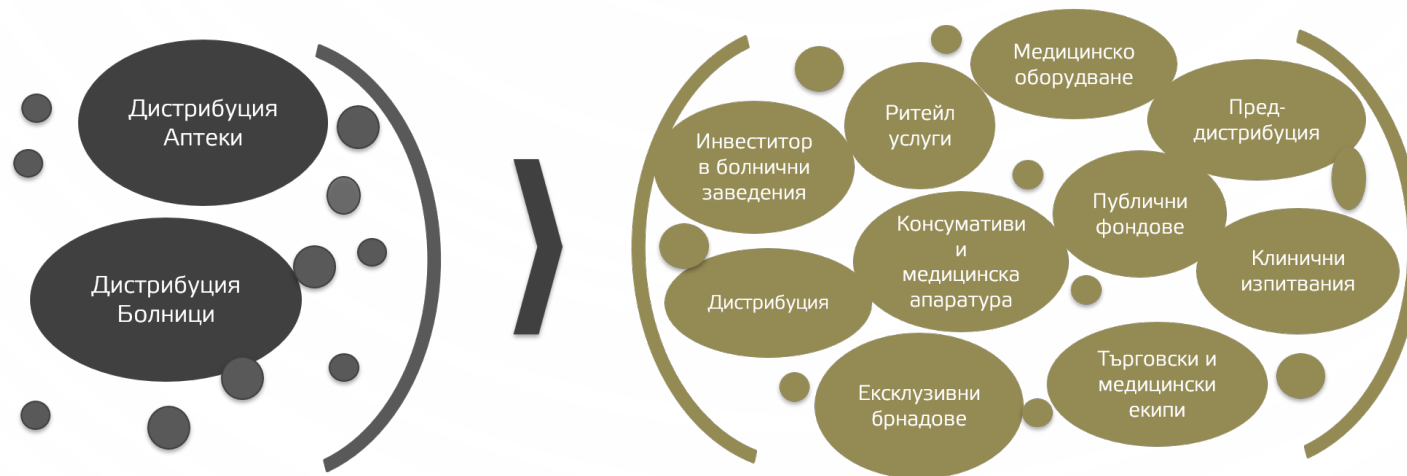 Дистрибуция
Аптеки
Дистрибуция
Болници
Медицинско
оборудване
Ритейл
услуги
Пред-
дистрибуция
Инвеститор
в болнични
заведения
Публични
фондове
Консумативи
и
медицинска
апаратура
Клинични
изпитвания
Дистрибуция
Търговски и
медицински
екипи
Ексклузивни
брнадове